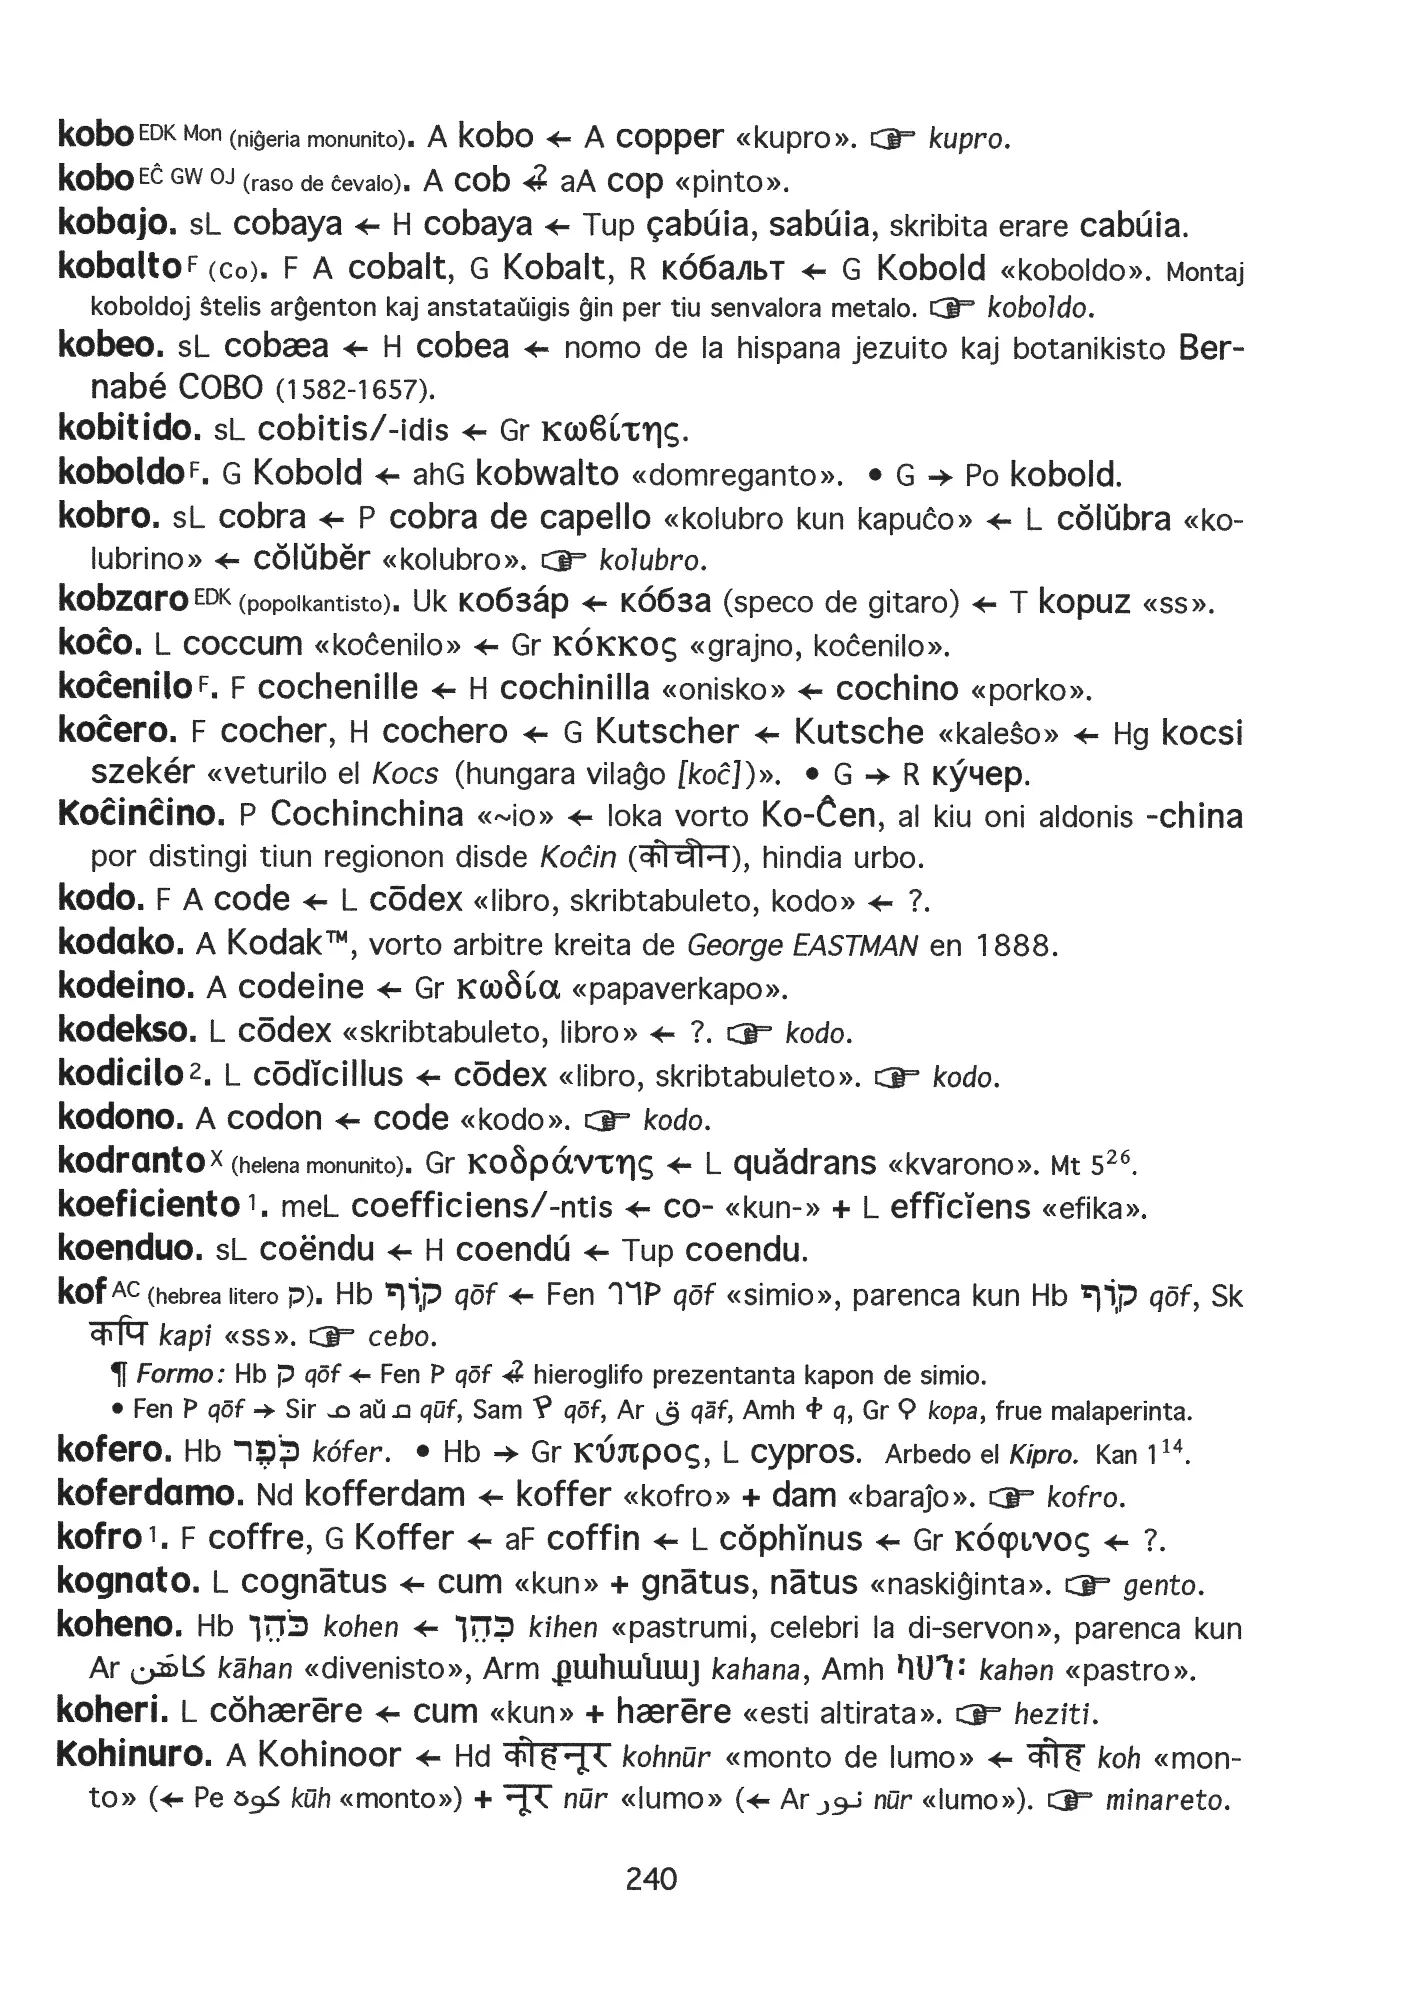 kobo EDK Mon (niĝeria monunito). A kobo ← A copper «kupro». ☞ kupro.
kobo EĈ GW OJ (raso de ĉevalo). A cob ←? aA cop «pinto».
kobajo. sL cobaya ← H cobaya ← Tup çabúia, sabúia, skribita erare cabúia.
kobalto F (Co). F A cobalt, G Kobalt, R кóбальт ← G Kobold «koboldo». Montaj
koboldoj ŝtelis arĝenton kaj anstataŭigis ĝin per tiu senvalora metalo. ☞ koboldo.
kobeo. sL cobæa ← H cobea ← nomo de la hispana jezuito kaj botanikisto Ber-
nabé COBO (1582-1657).
kobitido. sL cobitis/-idis ← Gr κωϐίτης.
koboldo F. G Kobold ← ahG kobwalto «domreganto». • G → Po kobold.
kobro. sL cobra ← P cobra de capello «kolubro kun kapuĉo» ← L cŏlŭbra «ko-
lubrino» ← cŏlŭbĕr «kolubro». ☞ kolubro.
kobzaro EDK (popolkantisto). Uk кобзáр ← кóбза (speco de gitaro) ← T kopuz «ss».
koĉo. L coccum «koĉenilo» ← Gr κόκκος «grajno, koĉenilo».
koĉenilo F. F cochenille ← H cochinilla «onisko» ← cochino «porko».
koĉero. F cocher, H cochero ← G Kutscher ← Kutsche «kaleŝo» ← Hg kocsi
szekér «veturilo el Kocs (hungara vilaĝo [koĉ])». • G → R кýчер.
Koĉinĉino. P Cochinchina «~io» ← loka vorto Ko-Ĉen, al kiu oni aldonis -china
por distingi tiun regionon disde Koĉin (कोचीन), hindia urbo.
kodo. F A code ← L cōdex «libro, skribtabuleto, kodo» ← ?.
kodako. A Kodak™, vorto arbitre kreita de George EASTMAN en 1888.
kodeino. A codeine ← Gr κωδία «papaverkapo».
kodekso. L cōdex «skribtabuleto, libro» ← ?. ☞ kodo.
kodicilo 2. L cōdĭcillus ← cōdex «libro, skribtabuleto». ☞ kodo.
kodono. A codon ← code «kodo». ☞ kodo.
kodranto X (helena monunito). Gr κοδράντης ← L quădrans «kvarono». Mt 5²⁶.
koeficiento 1. meL coefficiens/-ntis ← co- «kun-» + L effĭcĭens «efika».
koenduo. sL coëndu ← H coendú ← Tup coendu.
kof AC (hebrea litero ק). Hb קוֹף qōf ← Fen 𐤒𐤅𐤐 qōf «simio», parenca kun Hb קוֹף qōf, Sk
कपि kapi «ss». ☞ cebo.
¶ Formo: Hb ק qōf ← Fen 𐤒 qōf ←? hieroglifo prezentanta kapon de simio.
• Fen 𐤒 qōf → Sir ܩ aŭ ܩ qūf, Sam ࠒ qōf, Ar ق qāf, Amh ቀ q, Gr Ϙ kopa, frue malaperinta.
kofero. Hb כֹּפֶר kófer. • Hb → Gr κύπρος, L cypros. Arbedo el Kipro. Kan 1¹⁴.
koferdamo. Nd kofferdam ← koffer «kofro» + dam «baraĵo». ☞ kofro.
kofro 1. F coffre, G Koffer ← aF coffin ← L cŏphĭnus ← Gr κόφινος ← ?.
kognato. L cognātus ← cum «kun» + gnātus, nātus «naskiĝinta». ☞ gento.
koheno. Hb כֹּהֵן kohen ← כִּהֵן kihen «pastrumi, celebri la di-servon», parenca kun
Ar كاهَن kāhan «divenisto», Arm քահանայ kahana, Amh ካህን፡ kahən «pastro».
koheri. L cŏhærēre ← cum «kun» + hærēre «esti altirata». ☞ heziti.
Kohinuro. A Kohinoor ← Hd कोहनूर kohnūr «monto de lumo» ← कोह koh «mon-
to» (← Pe کوه kūh «monto») + नूर nūr «lumo» (← Ar نور nūr «lumo»). ☞ minareto.
240